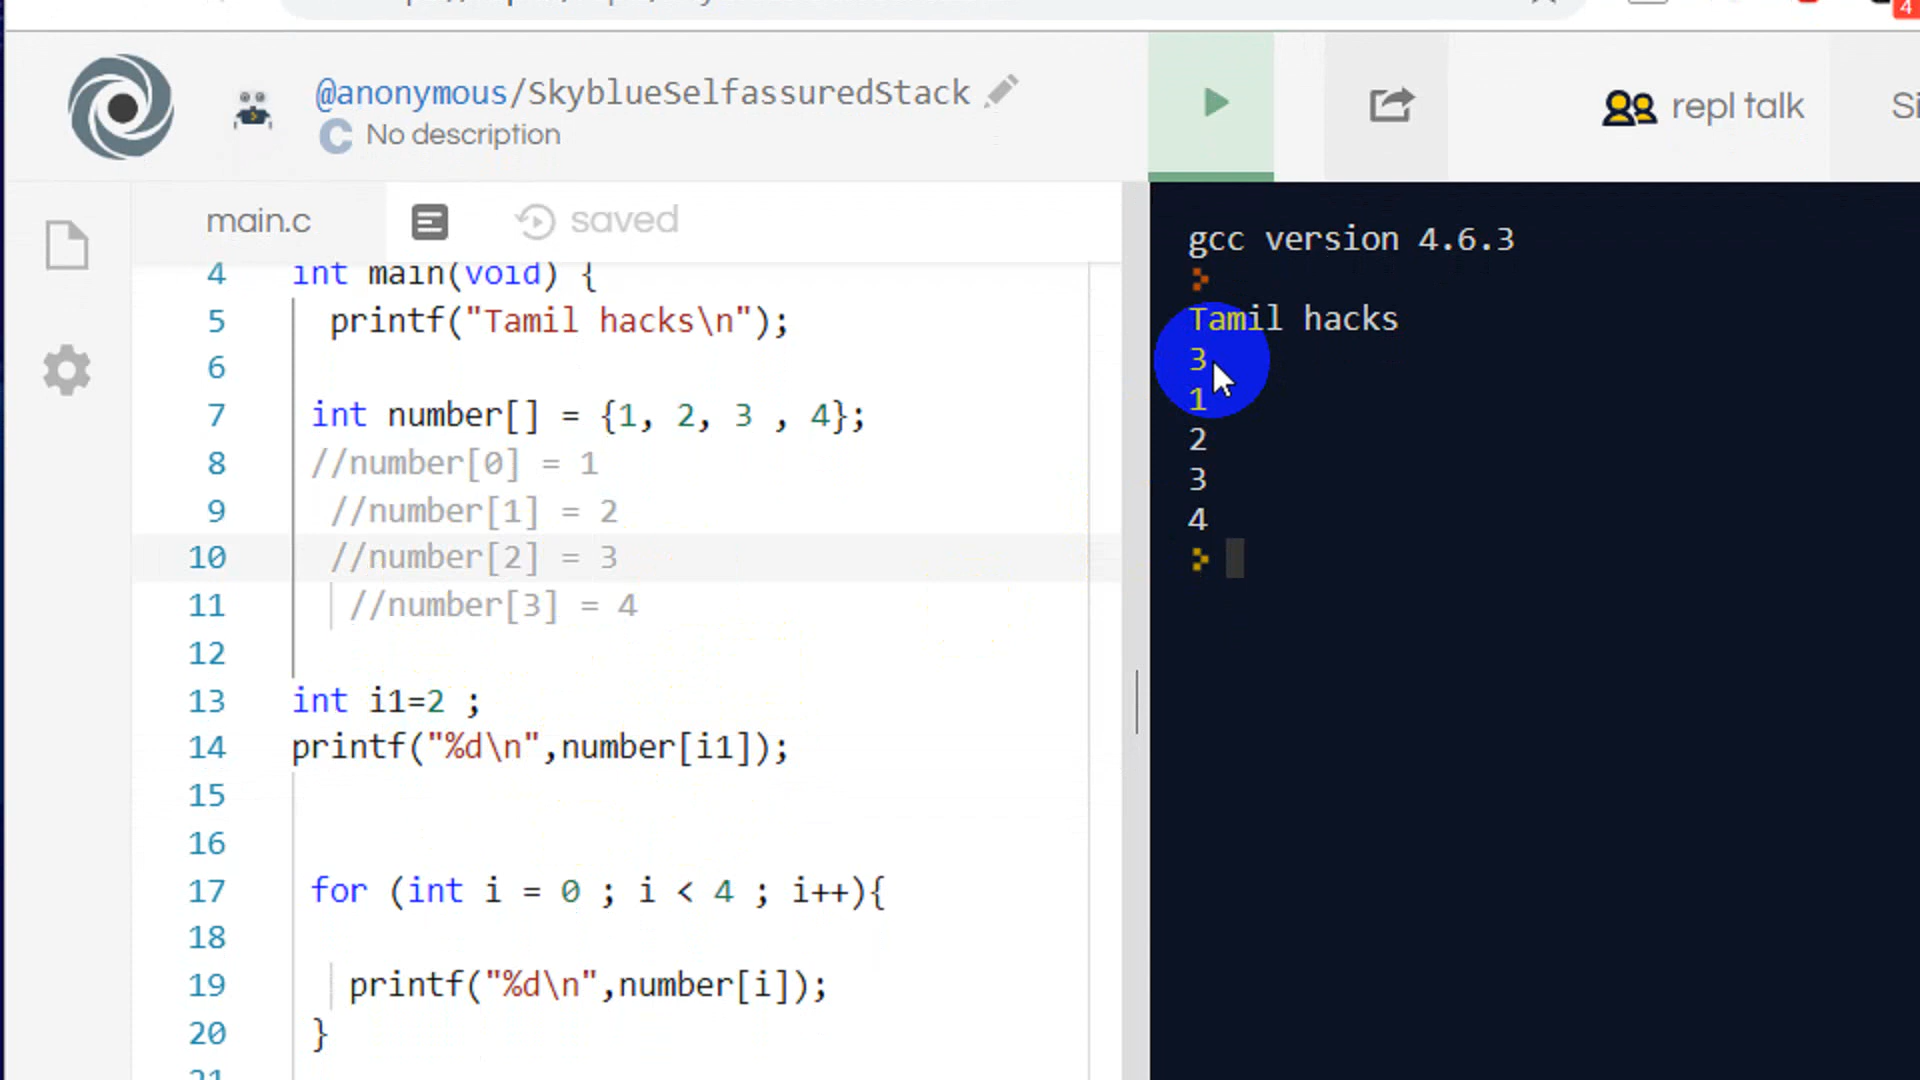 4
@anonymous/SkyblueSelfassuredStack
C No description
repl talk
Si
main.c
saved
4 int main(void) {
5 printf("Tamil hacks\n");
6
7 int number[] = {1, 2, 3 , 4};
8 //number[0] = 1
9 //number[1] = 2
10 //number[2] = 3
11 //number[3] = 4
12
13 int i1=2 ;
14 printf("%d\n",number[i1]);
15
16
17 for (int i = 0 ; i < 4 ; i++){
18
19 printf("%d\n",number[i]);
20 }
21
gcc version 4.6.3
Tamil hacks
3
1
2
3
4